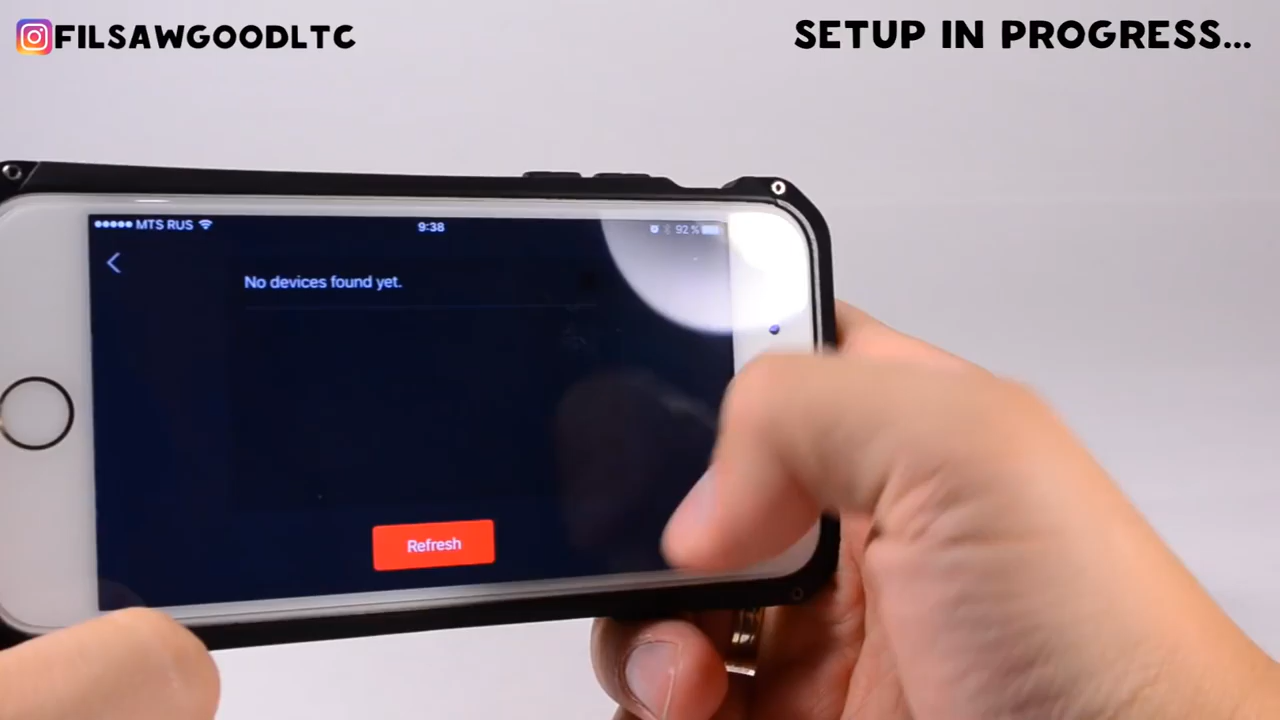 FILSAWGOODLTC
SETUP IN PROGRESS...
MTS RUS
9:38
92 %
No devices found yet.
Refresh